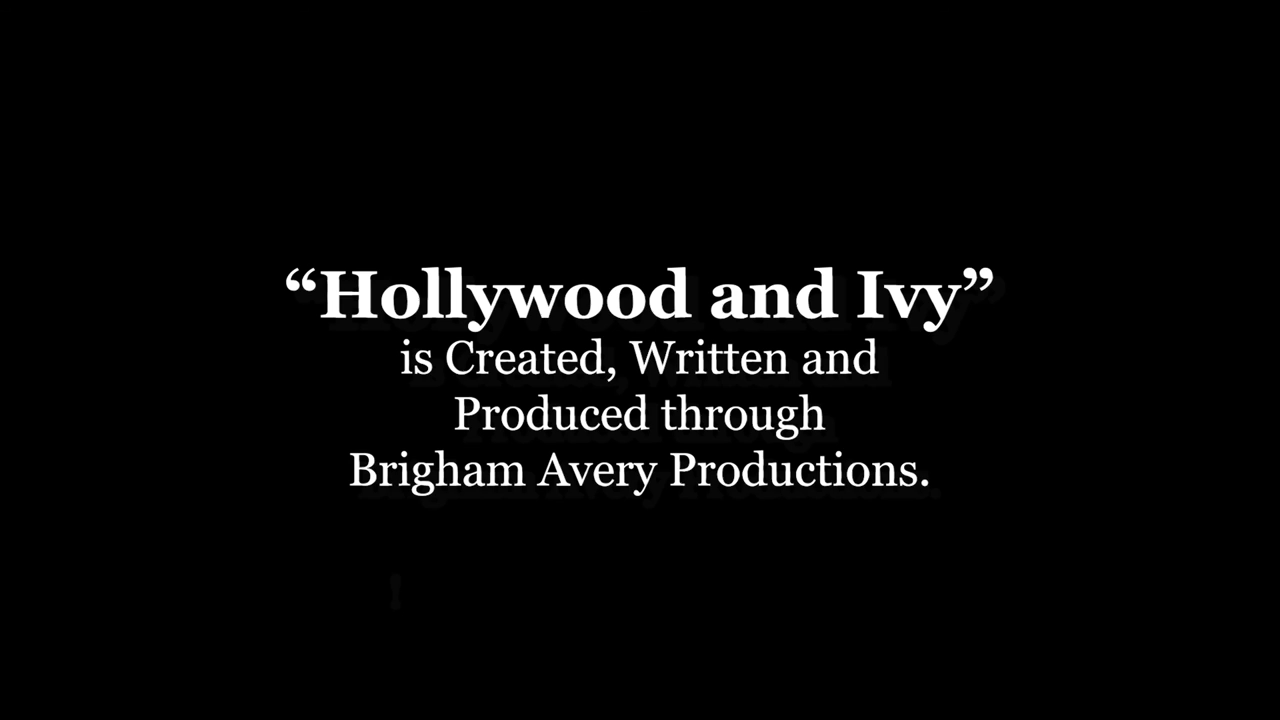 “Hollywood and Ivy”
is Created, Written and
Produced through
Brigham Avery Productions.